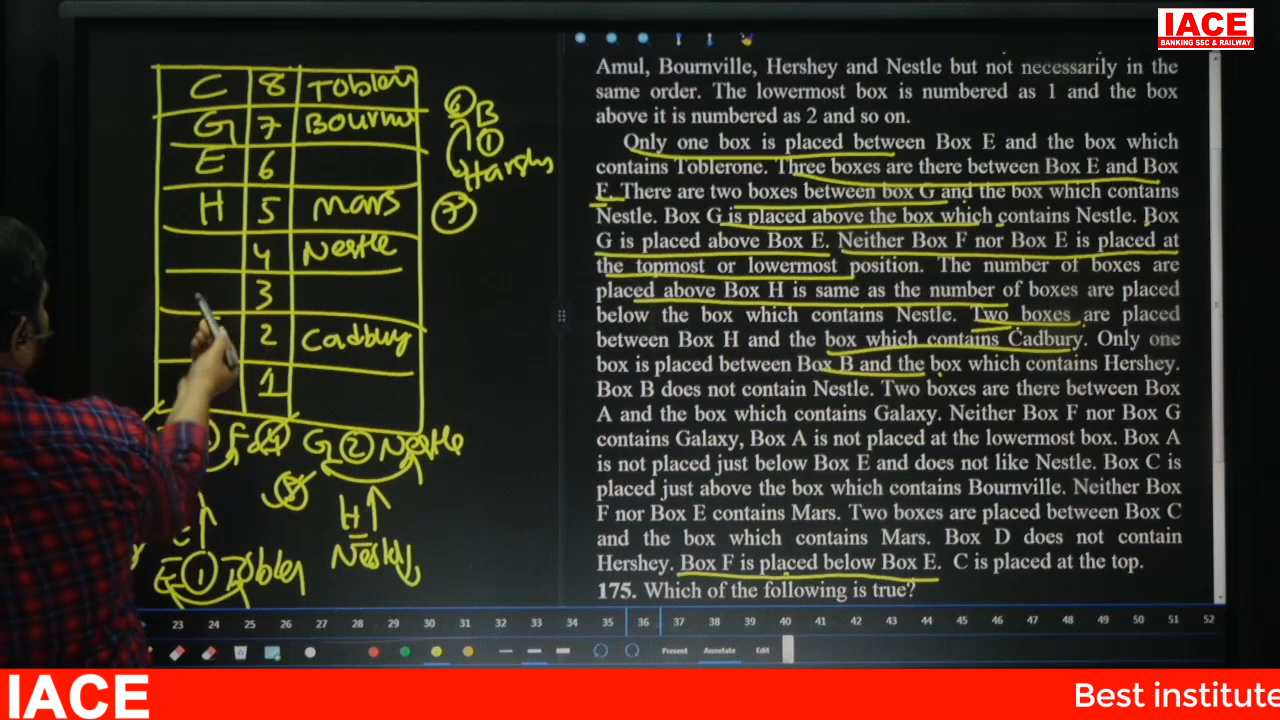 IACE
BANKING SSC & RAILWAY
Amul, Bournville, Hershey and Nestle but not necessarily in the
same order. The lowermost box is numbered as 1 and the box
above it is numbered as 2 and so on.
Only one box is placed between Box E and the box which
contains Toblerone. Three boxes are there between Box E and Box
F. There are two boxes between box G and the box which contains
Nestle. Box G is placed above the box which contains Nestle. Box
G is placed above Box E. Neither Box F nor Box E is placed at
the topmost or lowermost position. The number of boxes are
placed above Box H is same as the number of boxes are placed
below the box which contains Nestle. Two boxes are placed
between Box H and the box which contains Cadbury. Only one
box is placed between Box B and the box which contains Hershey.
Box B does not contain Nestle. Two boxes are there between Box
A and the box which contains Galaxy. Neither Box F nor Box G
contains Galaxy, Box A is not placed at the lowermost box. Box A
is not placed just below Box E and does not like Nestle. Box C is
placed just above the box which contains Bournville. Neither Box
F nor Box E contains Mars. Two boxes are placed between Box C
and the box which contains Mars. Box D does not contain
Hershey. Box F is placed below Box E. C is placed at the top.
175. Which of the following is true?
C 8 Toblery
G 7 Bournv
E 6
H 5 Mars
4 Nestle
3
2 Cadbury
1
B
1
Harshy
7
G 2 Nestle
H
Nestly
1
23 24 25 26 27 28 29 30 31 32 33 34 35 36 37 38 39 40 41 42 43 44 45 46 47 48 49 50 51 52
Present Annotate Edit
IACE
Best institute